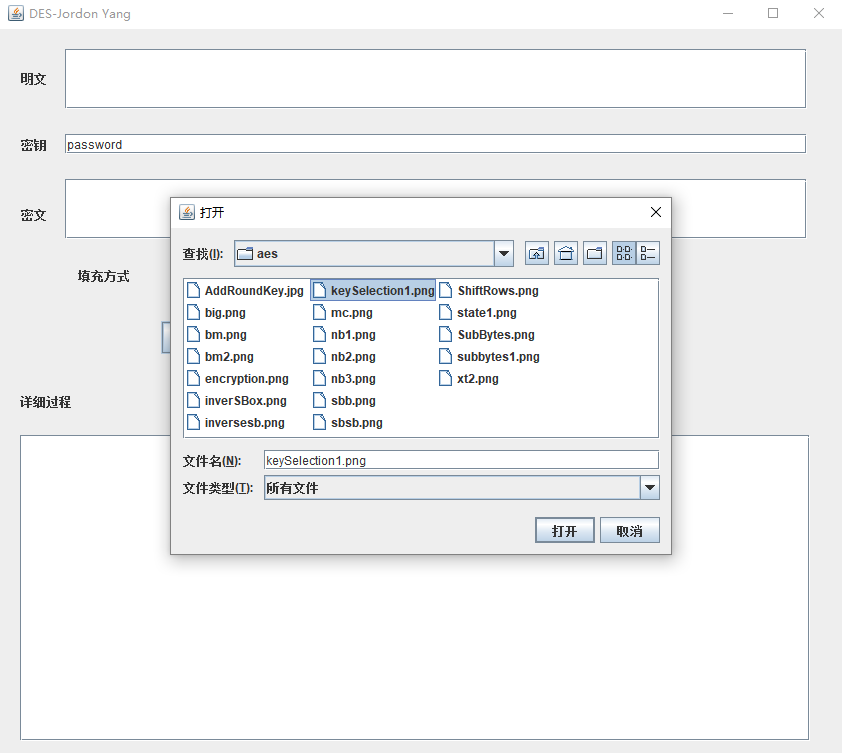 DES-Jordon Yang
明文
密钥 password
密文
打开
查找(I): aes
AddRoundKey.jpg keySelection1.png ShiftRows.png
big.png mc.png state1.png
bm.png nb1.png SubBytes.png
bm2.png nb2.png subbytes1.png
encryption.png nb3.png xt2.png
inverSBox.png sbb.png
inversesb.png sbsb.png
文件名(N): keySelection1.png
文件类型(T): 所有文件
打开 取消
填充方式
详细过程